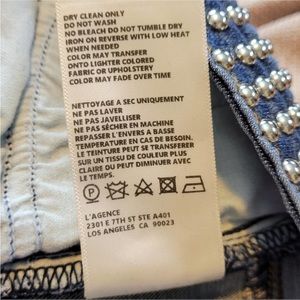 DRY CLEAN ONLY
DO NOT WASH
NO BLEACH DO NOT TUMBLE DRY
IRON ON REVERSE WITH LOW HEAT
WHEN NEEDED
COLOR MAY TRANSFER
ONTO LIGHTER COLORED
FABRIC OR UPHOLSTERY
COLOR MAY FADE OVER TIME
NETTOYAGE A SEC UNIQUEMENT
NE PAS LAVER
NE PAS JAVELLISER
NE PAS SÉCHER EN MACHINE
REPASSER L'ENVERS A BASSE
TEMPERATURE EN CAS DE BESOIN.
LE TEINTURE PEUT SE TRANSFÉRER
SUR UN TISSU DE COULEUR PLUS
CLAIRE OU PEUT DIMINUER AVEC
LE TEMPS.
P
L'AGENCE
2301 E 7TH ST STE A401
LOS ANGELES CA 90023